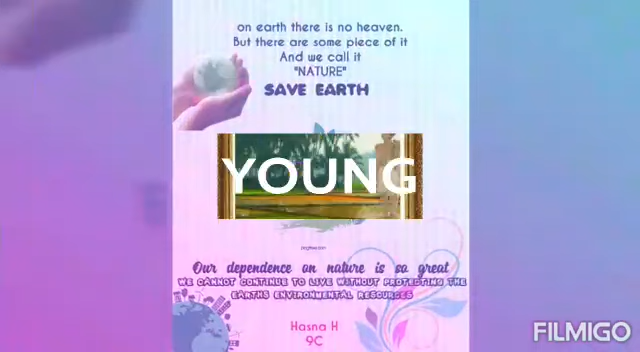 on earth there is no heaven.
But there are some piece of it
And we call it
"NATURE"
SAVE EARTH
YOUNG
Our dependence on nature is so great
WE CANNOT CONTINUE TO LIVE WITHOUT PROTECTING THE
EARTHS ENVIRONMENTAL RESOURCES
Hasna H
9C
FILMIGO